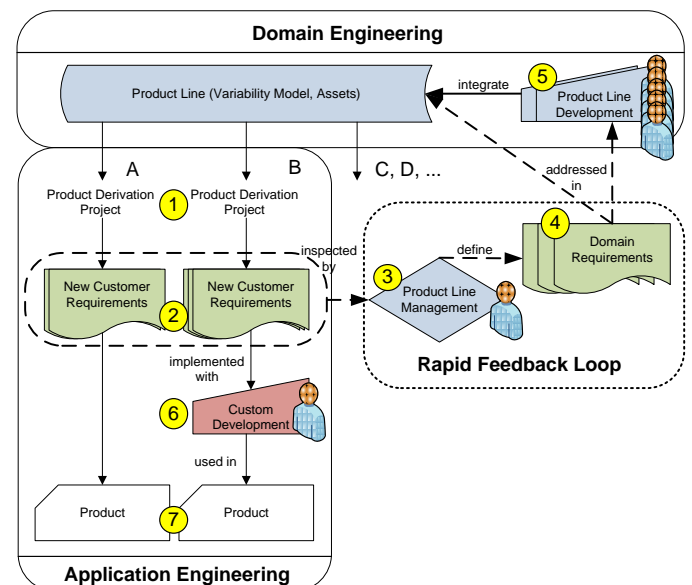 Domain Engineering
Product Line (Variability Model, Assets)
integrate
5
Product Line
Development
A
B
C, D, ...
addressed
in
Product Derivation
Project
1
Product Derivation
Project
inspected
by
4
Domain
Requirements
define
3
Product Line
Management
New Customer
Requirements
2
New Customer
Requirements
Rapid Feedback Loop
implemented
with
6
Custom
Development
used in
Product
7
Product
Application Engineering